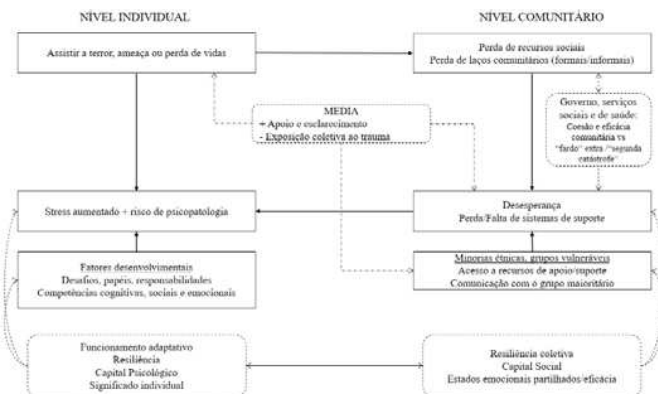 NÍVEL INDIVIDUAL
NÍVEL COMUNITÁRIO
Assistir a terror, ameaça ou perda de vidas
Perda de recursos sociais
Perda de laços comunitários (formais/informais)
MEDIA
+ Apoio e esclarecimento
- Exposição coletiva ao trauma
Governo, serviços
sociais e de saúde:
Coesão e eficácia
comunitária vs
"fardo" extra /"segunda
catástrofe"
Stress aumentado + risco de psicopatologia
Desesperança
Perda/Falta de sistemas de suporte
Fatores desenvolvimentais
Desafios, papéis, responsabilidades
Competências cognitivas, sociais e emocionais
Minorias étnicas, grupos vulneráveis
Acesso a recursos de apoio/suporte
Comunicação com o grupo maioritário
Funcionamento adaptativo
Resiliência
Capital Psicológico
Significado individual
Resiliência coletiva
Capital Social
Estados emocionais partilhados/eficácia